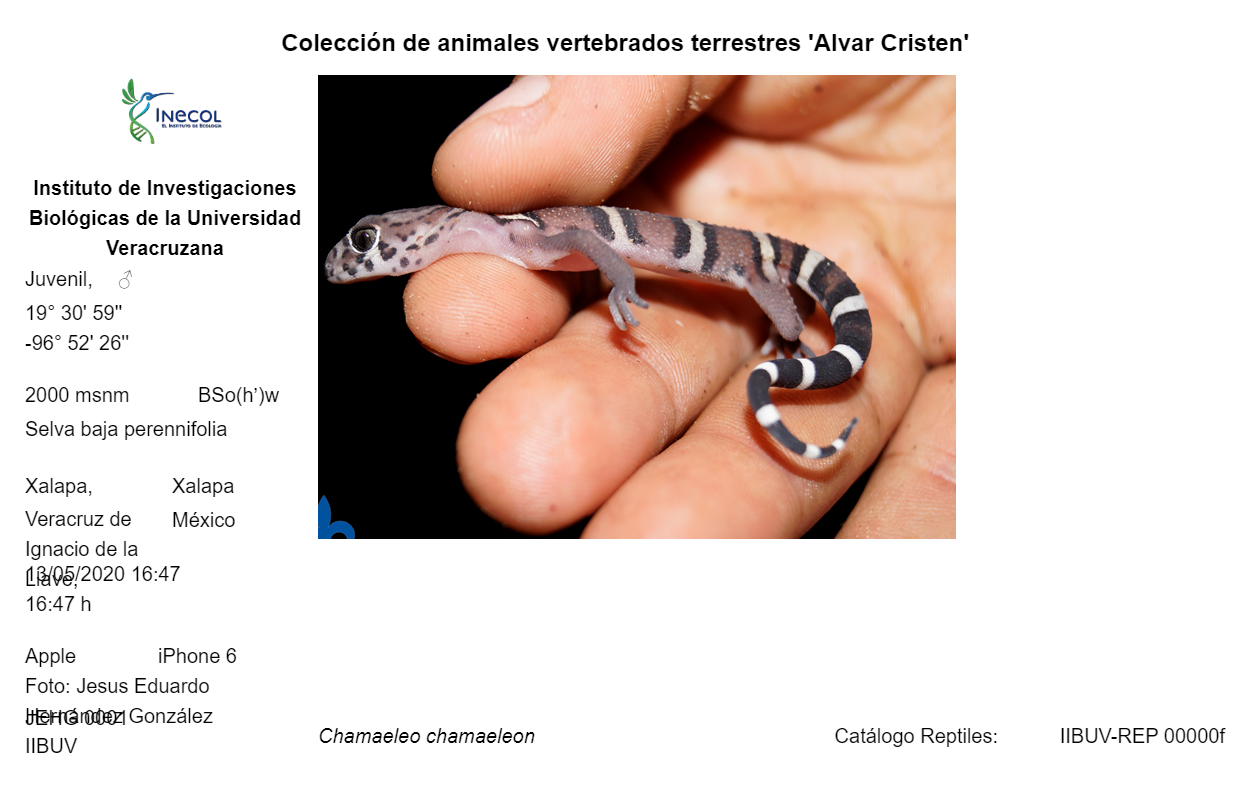 Colección de animales vertebrados terrestres 'Alvar Cristen'
INECOL
EL INSTITUTO DE ECOLOGÍA
Instituto de Investigaciones
Biológicas de la Universidad
Veracruzana
Juvenil, ♂
19° 30' 59''
-96° 52' 26''
2000 msnm BSo(h’)w
Selva baja perennifolia
Xalapa, Xalapa
Veracruz de México
Ignacio de la
Llave,
13/05/2020 16:47
16:47 h
Apple iPhone 6
Foto: Jesus Eduardo
Hernández González
JEHG 0001
IIBUV
Chamaeleo chamaeleon
Catálogo Reptiles: IIBUV-REP 00000f